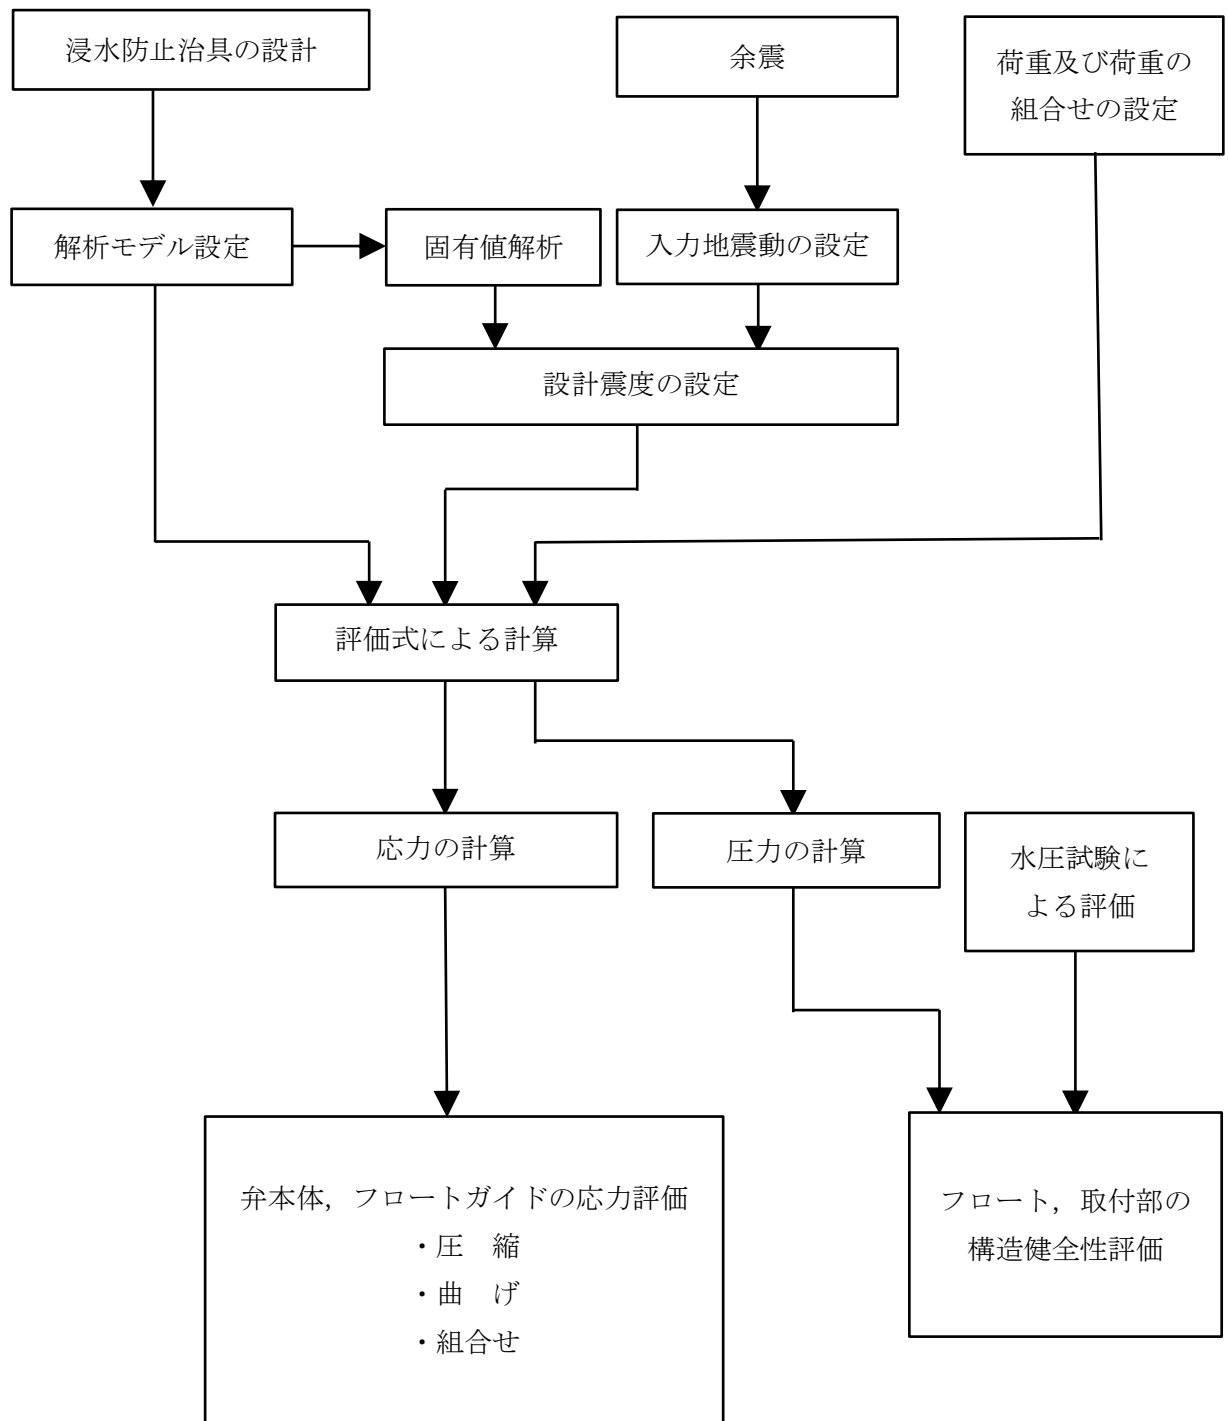 浸水防止治具の設計
余震
荷重及び荷重の
組合せの設定
解析モデル設定
固有値解析
入力地震動の設定
設計震度の設定
評価式による計算
応力の計算
圧力の計算
水圧試験に
よる評価
弁本体，フロートガイドの応力評価
・圧　縮
・曲　げ
・組合せ
フロート，取付部の
構造健全性評価